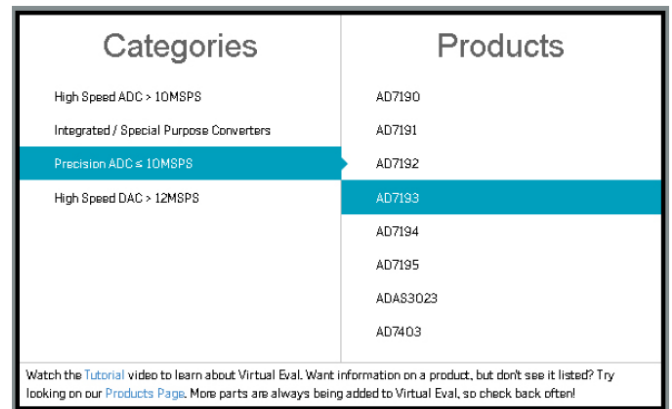 Categories
Products
High Speed ADC > 10MSPS
AD7190
Integrated / Special Purpose Converters
AD7191
Precision ADC ≤ 10MSPS
AD7192
High Speed DAC > 12MSPS
AD7193
AD7194
AD7195
ADAS3023
AD7403
Watch the Tutorial video to learn about Virtual Eval. Want information on a product, but don't see it listed? Try
looking on our Products Page. More parts are always being added to Virtual Eval, so check back often!